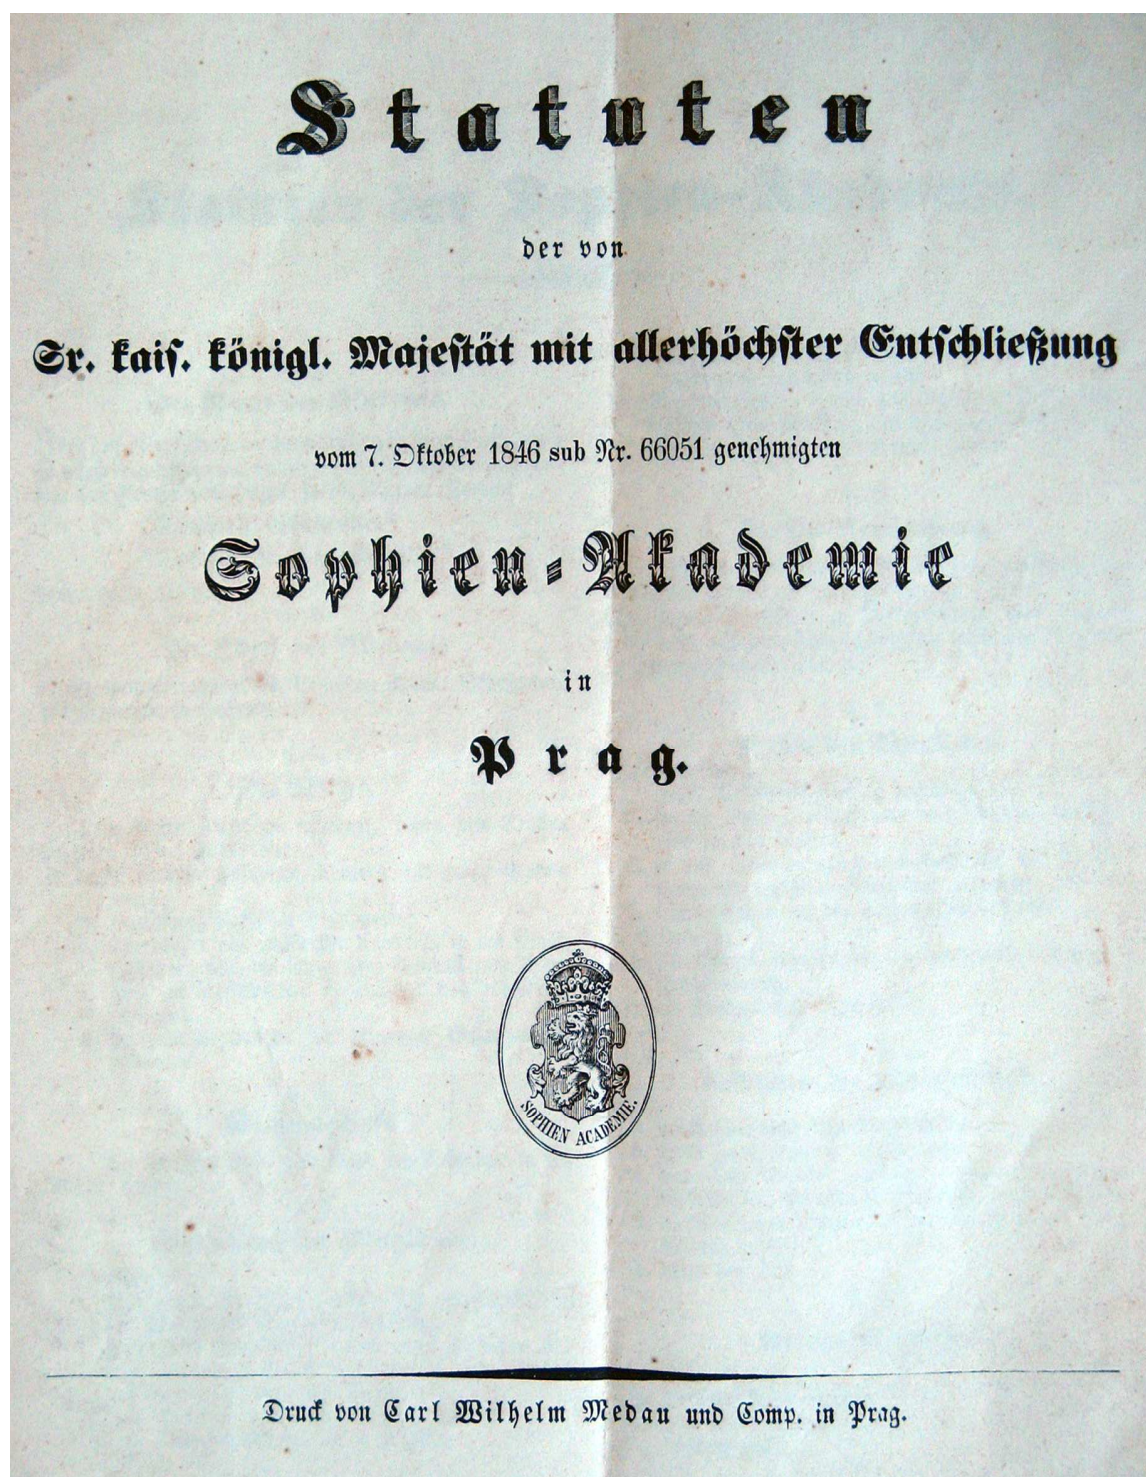 Statuten
der von
Sr. kais. königl. Majestät mit allerhöchster Entschließung
vom 7. Oktober 1846 sub Nr. 66051 genehmigten
Sophien-Akademie
in
Prag.
SOPHIEN ACADEMIE.
Druck von Carl Wilhelm Medau und Comp. in Prag.